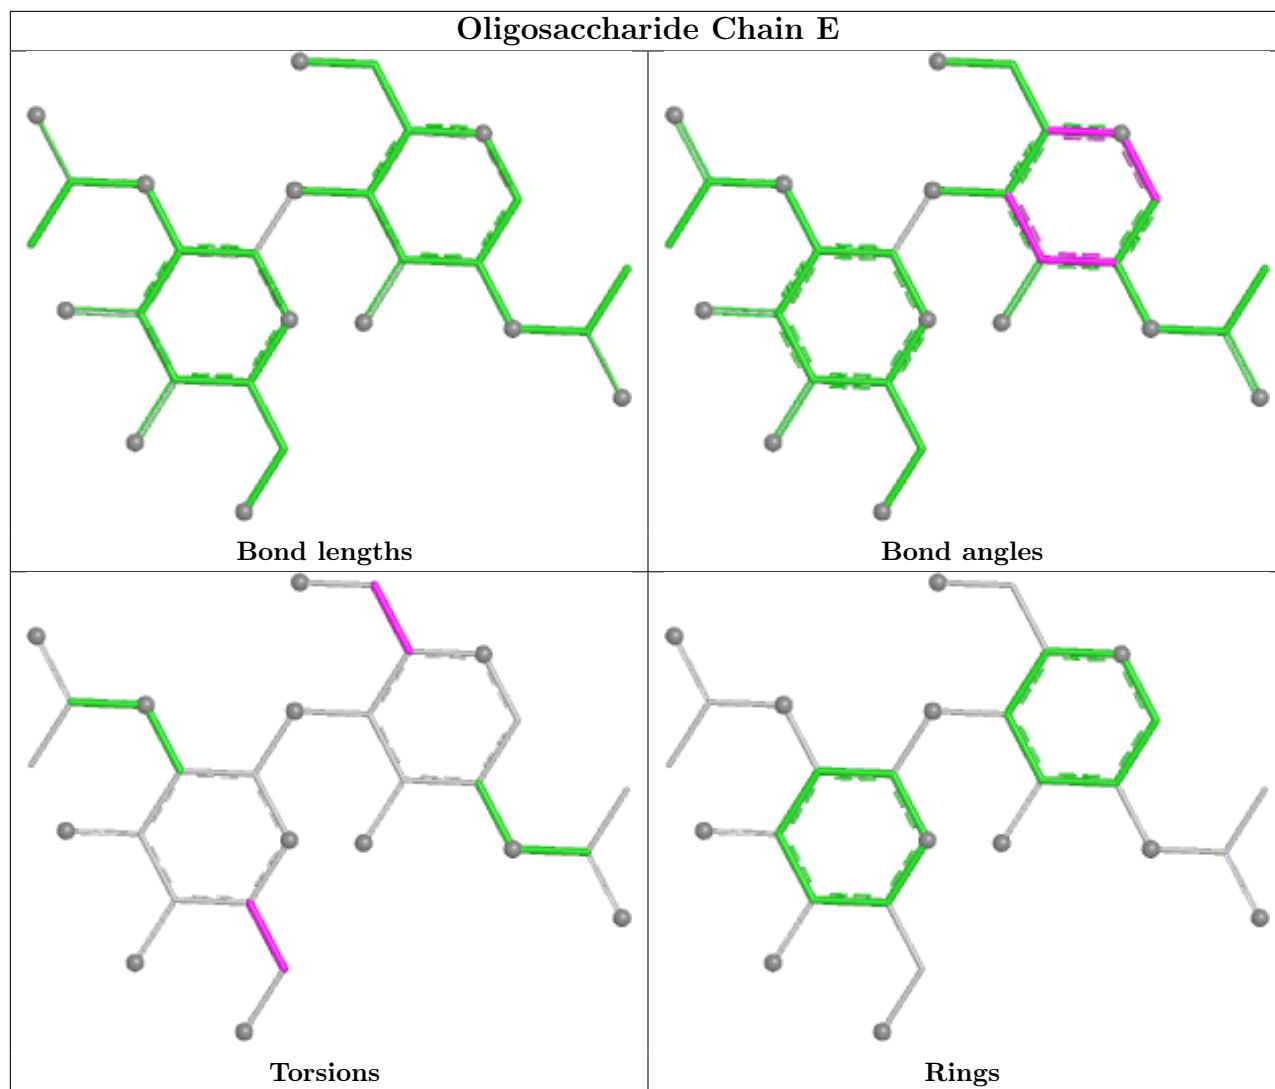 Oligosaccharide Chain E
Bond lengths
Bond angles
Torsions
Rings